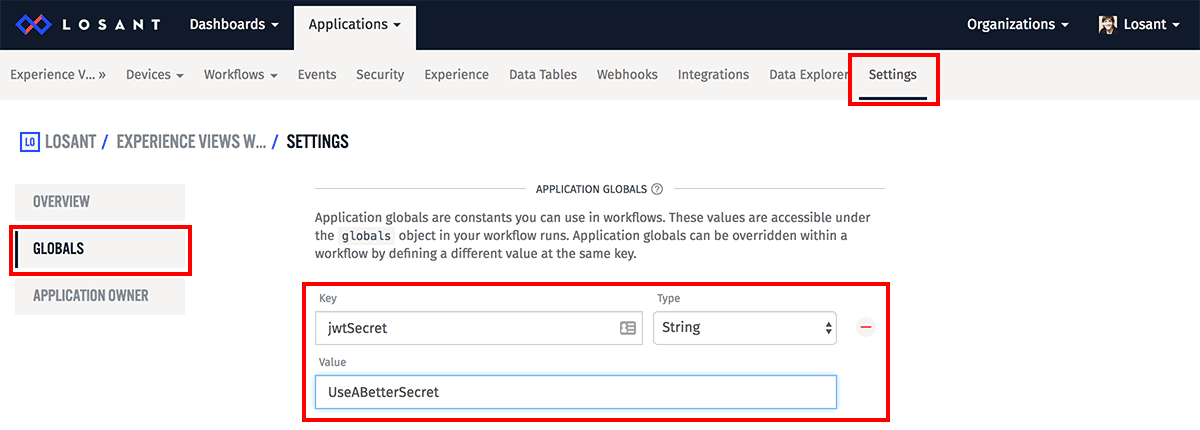 LOSANT Dashboards Applications Organizations Losant
Experience V... » Devices Workflows Events Security Experience Data Tables Webhooks Integrations Data Explorer Settings
LO LOSANT / EXPERIENCE VIEWS W... / SETTINGS
OVERVIEW
GLOBALS
APPLICATION OWNER
APPLICATION GLOBALS ?
Application globals are constants you can use in workflows. These values are accessible under
the globals object in your workflow runs. Application globals can be overridden within a
workflow by defining a different value at the same key.
Key Type
jwtSecret String
Value
UseABetterSecret